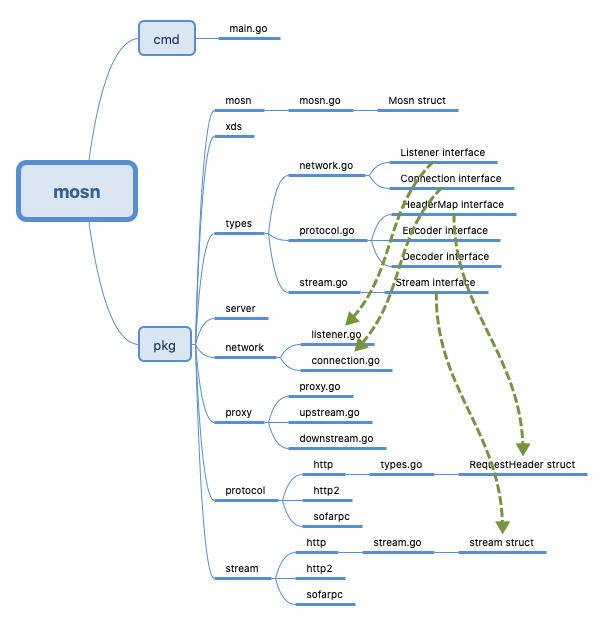 main.go
cmd
mosn
mosn.go
Mosn struct
xds
Listener interface
network.go
Connection interface
mosn
HeaderMap interface
types
protocol.go
Encoder interface
Decoder interface
stream.go
Stream interface
server
listener.go
pkg
network
connection.go
proxy.go
proxy
upstream.go
downstream.go
http
types.go
RequestHeader struct
protocol
http2
sofarpc
http
stream.go
stream struct
stream
http2
sofarpc